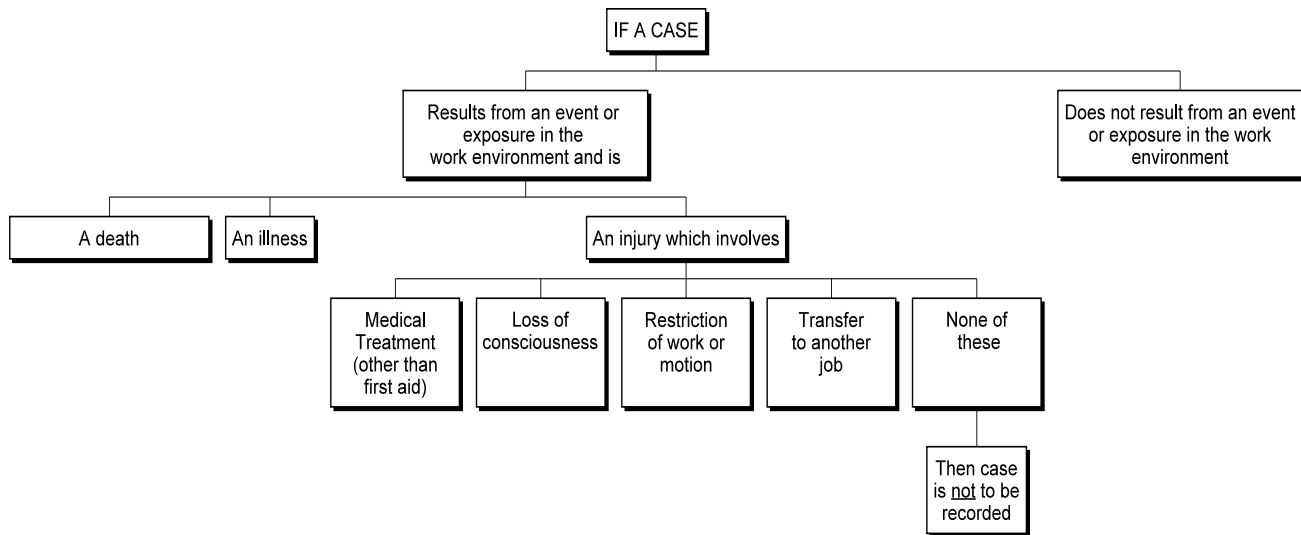 IF A CASE
Results from an event or
exposure in the
work environment and is
Does not result from an event
or exposure in the work
environment
A death
An illness
An injury which involves
Medical
Treatment
(other than
first aid)
Loss of
consciousness
Restriction
of work or
motion
Transfer
to another
job
None of
these
Then case
is not to be
recorded